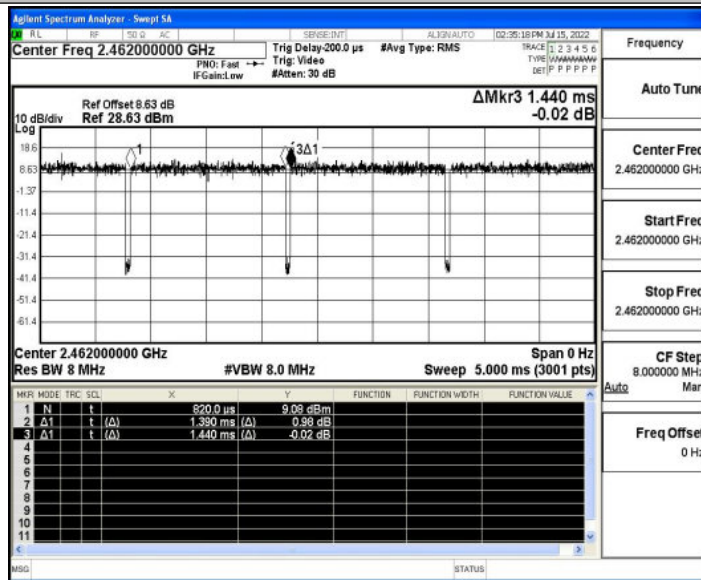 Agilent Spectrum Analyzer - Swept SA
RL RF 50 Ω AC SENSE:INT ALIGN AUTO 02:35:18 PM Jul 15, 2022
Center Freq 2.462000000 GHz
PNO: Fast
IFGain:Low
Trig Delay-200.0 µs
Trig: Video
#Atten: 30 dB
#Avg Type: RMS
TRACE 1 2 3 4 5 6
TYPE
DET P P P P P P
Frequency
Auto Tune
Center Freq
2.462000000 GHz
Start Freq
2.462000000 GHz
Stop Freq
2.462000000 GHz
CF Step
8.000000 MHz
Auto Man
Freq Offset
0 Hz
ΔMkr3 1.440 ms
-0.02 dB
Ref Offset 8.63 dB
10 dB/div Ref 28.63 dBm
Log
18.6
8.63
-1.37
-11.4
-21.4
-31.4
-41.4
-51.4
-61.4
1
3Δ1
Center 2.462000000 GHz Span 0 Hz
Res BW 8 MHz #VBW 8.0 MHz Sweep 5.000 ms (3001 pts)
MKR MODE TRC SCL X Y FUNCTION FUNCTION WIDTH FUNCTION VALUE
1 N t 820.0 µs 9.08 dBm
2 Δ1 t (Δ) 1.390 ms (Δ) 0.98 dB
3 Δ1 t (Δ) 1.440 ms (Δ) -0.02 dB
4
5
6
7
8
9
10
11
MSG STATUS